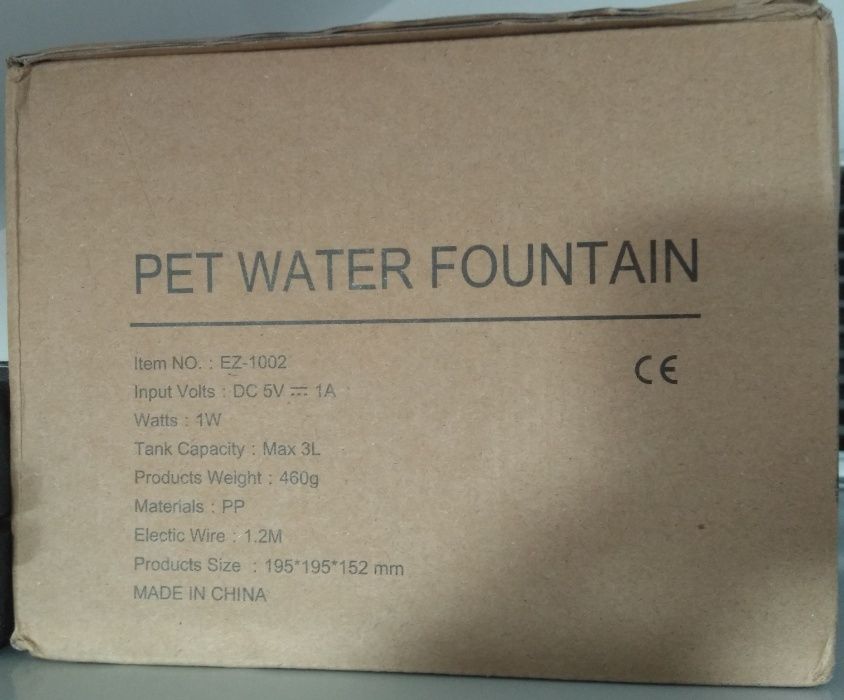 PET WATER FOUNTAIN
Item NO. : EZ-1002
CE
Input Volts : DC 5V ⎓ 1A
Watts : 1W
Tank Capacity : Max 3L
Products Weight : 460g
Materials : PP
Electic Wire : 1.2M
Products Size : 195*195*152 mm
MADE IN CHINA